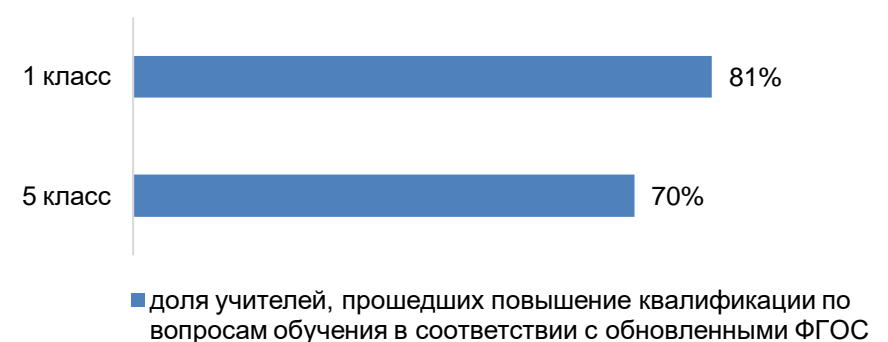 1 класс
81%
5 класс
70%
доля учителей, прошедших повышение квалификации по
вопросам обучения в соответствии с обновленными ФГОС